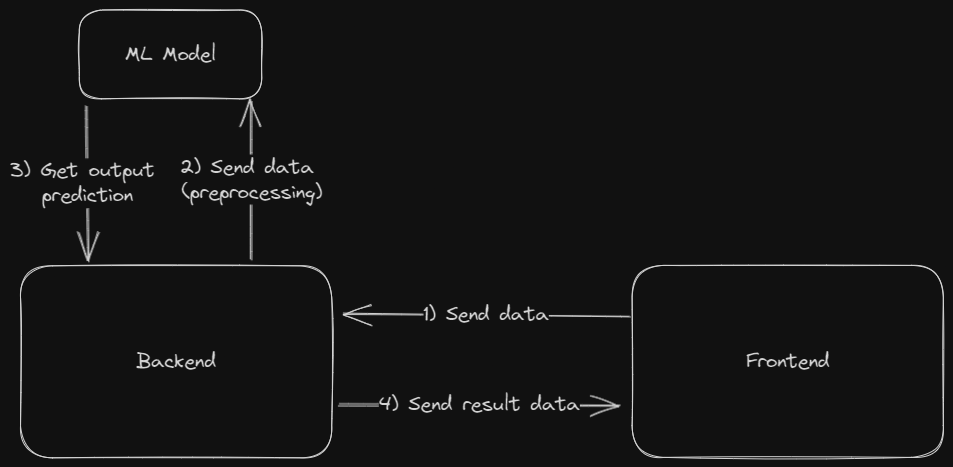 ML Model
3) Get output
prediction
2) Send data
(preprocessing)
1) Send data
Backend
Frontend
4) Send result data